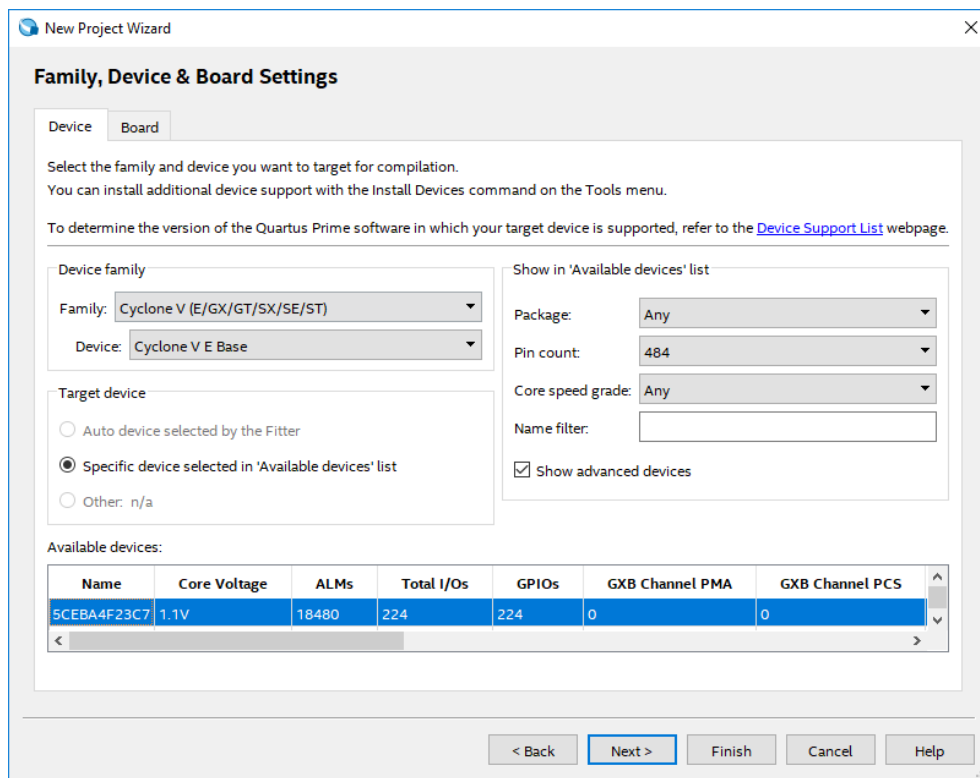 New Project Wizard
Family, Device & Board Settings
Device Board
Select the family and device you want to target for compilation.
You can install additional device support with the Install Devices command on the Tools menu.
To determine the version of the Quartus Prime software in which your target device is supported, refer to the Device Support List webpage.
Device family
Family: Cyclone V (E/GX/GT/SX/SE/ST)
Device: Cyclone V E Base
Target device
Auto device selected by the Fitter
Specific device selected in 'Available devices' list
Other: n/a
Show in 'Available devices' list
Package: Any
Pin count: 484
Core speed grade: Any
Name filter:
Show advanced devices
Available devices:
Name Core Voltage ALMs Total I/Os GPIOs GXB Channel PMA GXB Channel PCS
5CEBA4F23C7 1.1V 18480 224 224 0 0
< Back Next > Finish Cancel Help